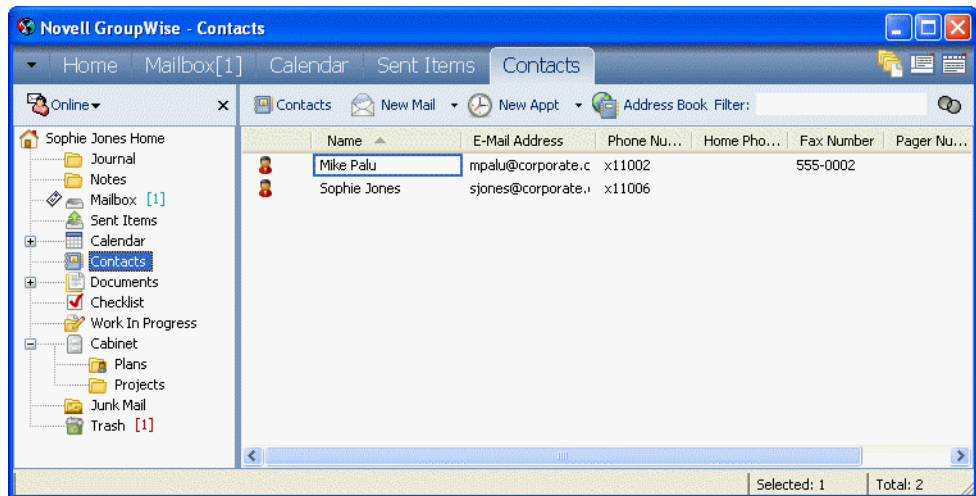 Novell GroupWise - Contacts
Home Mailbox[1] Calendar Sent Items Contacts
Online Contacts New Mail New Appt Address Book Filter:
Sophie Jones Home
Journal
Notes
Mailbox [1]
Sent Items
Calendar
Contacts
Documents
Checklist
Work In Progress
Cabinet
Plans
Projects
Junk Mail
Trash [1]
Name E-Mail Address Phone Nu... Home Pho... Fax Number Pager Nu...
Mike Palu mpalu@corporate.c x11002 555-0002
Sophie Jones sjones@corporate. x11006
Selected: 1 Total: 2